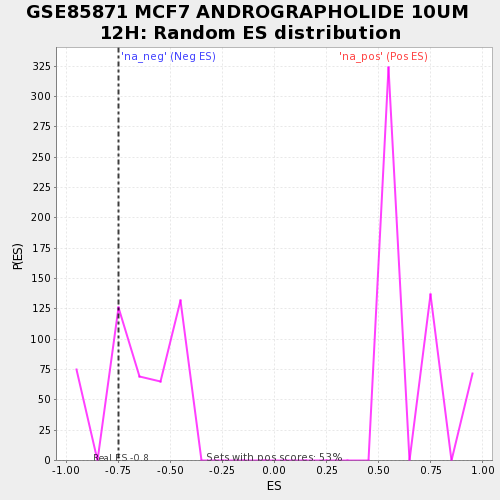 GSE85871 MCF7 ANDROGRAPHOLIDE 10UM
12H: Random ES distribution
'na_neg' (Neg ES)
'na_pos' (Pos ES)
325
300
275
250
225
200
175
150
125
100
75
50
25
0
P(ES)
Real ES -0.8
Sets with pos scores: 53%
-1.00 -0.75 -0.50 -0.25 0.00 0.25 0.50 0.75 1.00
ES